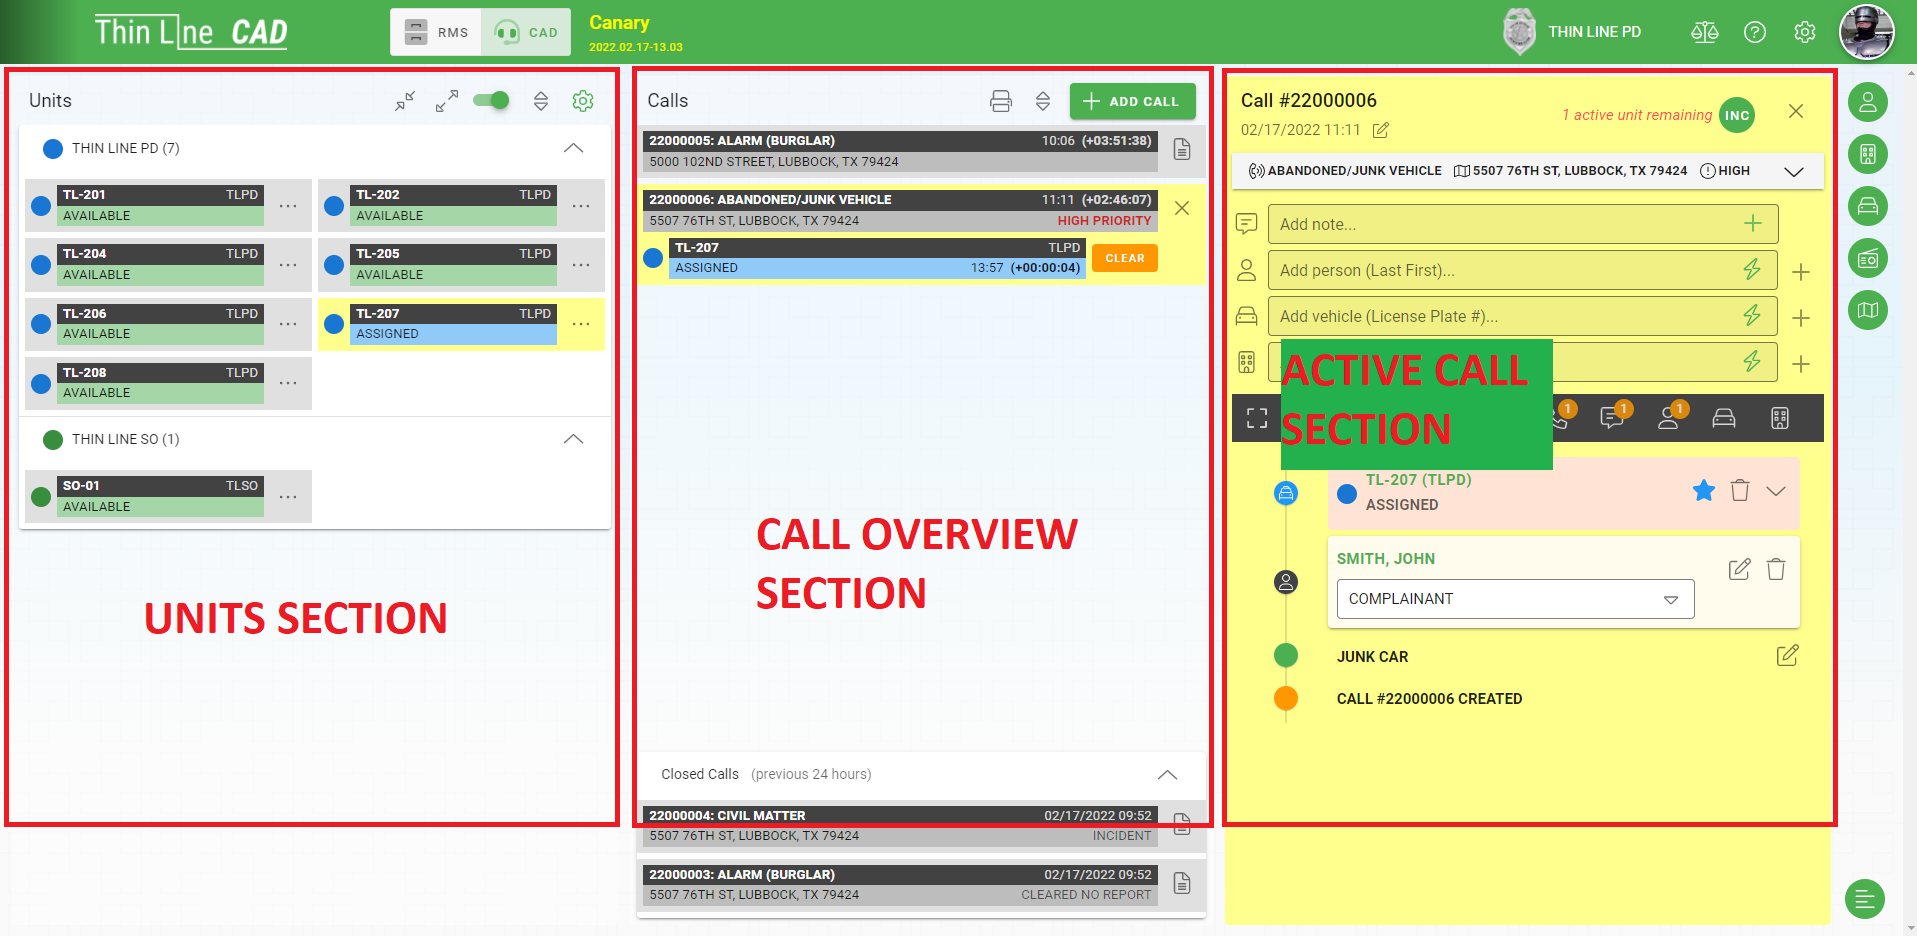 Thin Line CAD
RMS
CAD
Canary
2022.02.17-13.03
THIN LINE PD
Units
THIN LINE PD (7)
TL-201 TLPD
AVAILABLE
TL-202 TLPD
AVAILABLE
TL-204 TLPD
AVAILABLE
TL-205 TLPD
AVAILABLE
TL-206 TLPD
AVAILABLE
TL-207 TLPD
ASSIGNED
TL-208 TLPD
AVAILABLE
THIN LINE SO (1)
SO-01 TLSO
AVAILABLE
UNITS SECTION
Calls
ADD CALL
22000005: ALARM (BURGLAR) 10:06 (+03:51:38)
5000 102ND STREET, LUBBOCK, TX 79424
22000006: ABANDONED/JUNK VEHICLE 11:11 (+02:46:07)
5507 76TH ST, LUBBOCK, TX 79424 HIGH PRIORITY
TL-207 TLPD
ASSIGNED 13:57 (+00:00:04)
CLEAR
CALL OVERVIEW
SECTION
Closed Calls (previous 24 hours)
22000004: CIVIL MATTER 02/17/2022 09:52
5507 76TH ST, LUBBOCK, TX 79424 INCIDENT
22000003: ALARM (BURGLAR) 02/17/2022 09:52
5507 76TH ST, LUBBOCK, TX 79424 CLEARED NO REPORT
Call #22000006
02/17/2022 11:11
1 active unit remaining
INC
ABANDONED/JUNK VEHICLE 5507 76TH ST, LUBBOCK, TX 79424 HIGH
Add note...
Add person (Last First)...
Add vehicle (License Plate #)...
ACTIVE CALL
SECTION
1 1 1
TL-207 (TLPD)
ASSIGNED
SMITH, JOHN
COMPLAINANT
JUNK CAR
CALL #22000006 CREATED